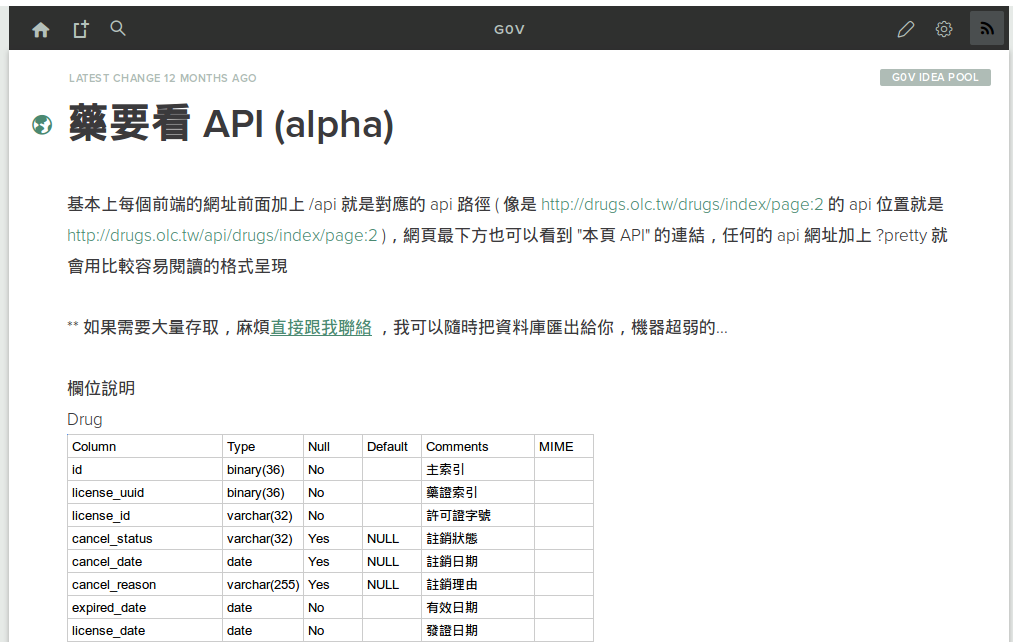 G0V
LATEST CHANGE 12 MONTHS AGO
G0V IDEA POOL
藥要看 API (alpha)
基本上每個前端的網址前面加上 /api 就是對應的 api 路徑 ( 像是 http://drugs.olc.tw/drugs/index/page:2 的 api 位置就是
http://drugs.olc.tw/api/drugs/index/page:2 )，網頁最下方也可以看到 "本頁 API" 的連結，任何的 api 網址加上 ?pretty 就
會用比較容易閱讀的格式呈現
** 如果需要大量存取，麻煩直接跟我聯絡 ，我可以隨時把資料庫匯出給你，機器超弱的...
欄位說明
Drug
Column Type Null Default Comments MIME
id binary(36) No 主索引
license_uuid binary(36) No 藥證索引
license_id varchar(32) No 許可證字號
cancel_status varchar(32) Yes NULL 註銷狀態
cancel_date date Yes NULL 註銷日期
cancel_reason varchar(255) Yes NULL 註銷理由
expired_date date No 有效日期
license_date date No 發證日期